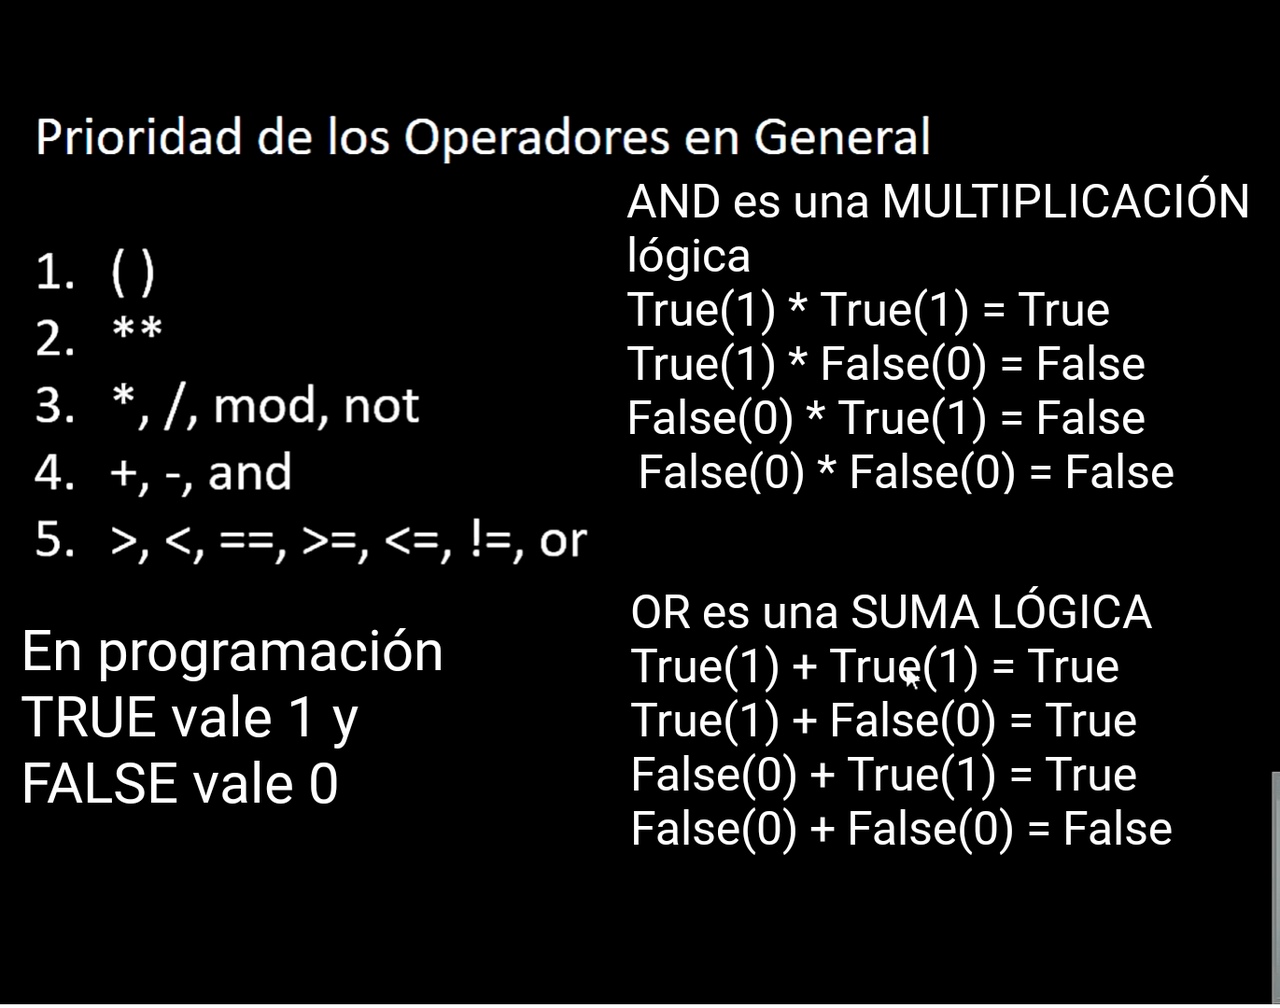 Prioridad de los Operadores en General
1. ( )
2. **
3. *, /, mod, not
4. +, -, and
5. >, <, ==, >=, <=, !=, or
En programación
TRUE vale 1 y
FALSE vale 0
AND es una MULTIPLICACIÓN
lógica
True(1) * True(1) = True
True(1) * False(0) = False
False(0) * True(1) = False
False(0) * False(0) = False
OR es una SUMA LÓGICA
True(1) + True(1) = True
True(1) + False(0) = True
False(0) + True(1) = True
False(0) + False(0) = False